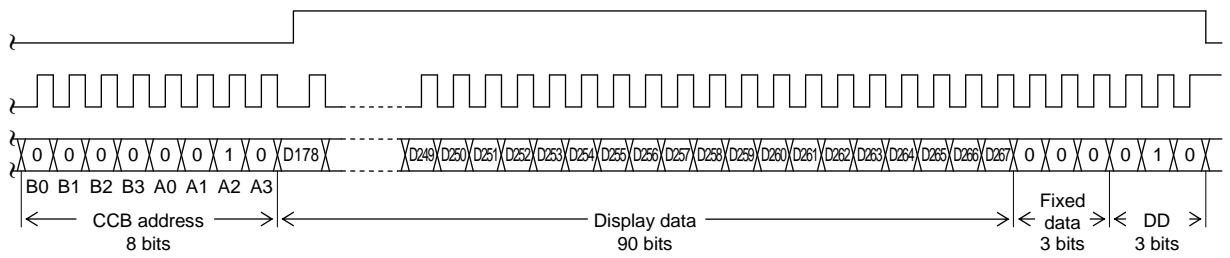 0 0 0 0 0 0 1 0 D178 D249 D250 D251 D252 D253 D254 D255 D256 D257 D258 D259 D260 D261 D262 D263 D264 D265 D266 D267 0 0 0 0 1 0
B0 B1 B2 B3 A0 A1 A2 A3
CCB address
8 bits
Display data
90 bits
Fixed
data
3 bits
DD
3 bits